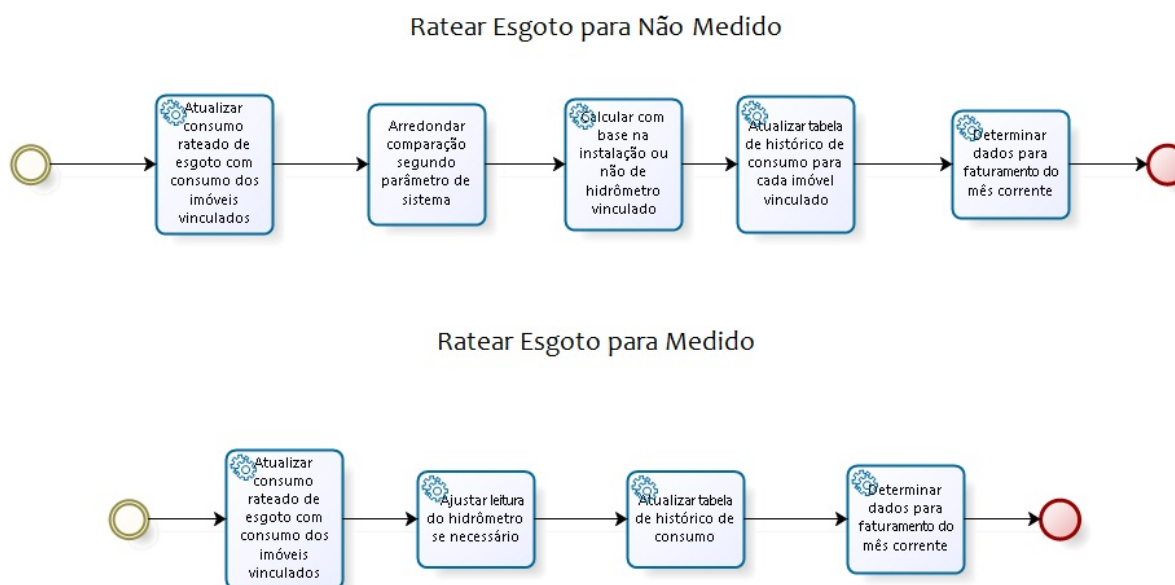 Ratear Esgoto para Não Medido
Atualizar
consumo
rateado de
esgoto com
consumo dos
imóveis
vinculados
Arredondar
comparação
segundo
parâmetro de
sistema
Calcular com
base na
instalação ou
não de
hidrômetro
vinculado
Atualizar tabela
de histórico de
consumo para
cada imóvel
vinculado
Determinar
dados para
faturamento do
mês corrente
Ratear Esgoto para Medido
Atualizar
consumo
rateado de
esgoto com
consumo dos
imóveis
vinculados
Ajustar leitura
do hidrômetro
se necessário
Atualizar tabela
de histórico de
consumo
Determinar
dados para
faturamento do
mês corrente